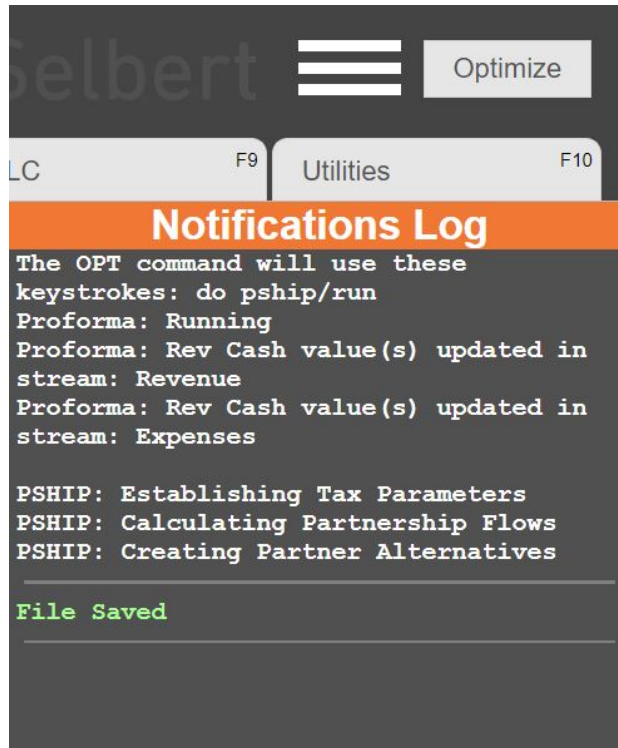 Selbert
Optimize
LC
F9
Utilities
F10
Notifications Log
The OPT command will use these
keystrokes: do pship/run
Proforma: Running
Proforma: Rev Cash value(s) updated in
stream: Revenue
Proforma: Rev Cash value(s) updated in
stream: Expenses
PSHIP: Establishing Tax Parameters
PSHIP: Calculating Partnership Flows
PSHIP: Creating Partner Alternatives
File Saved